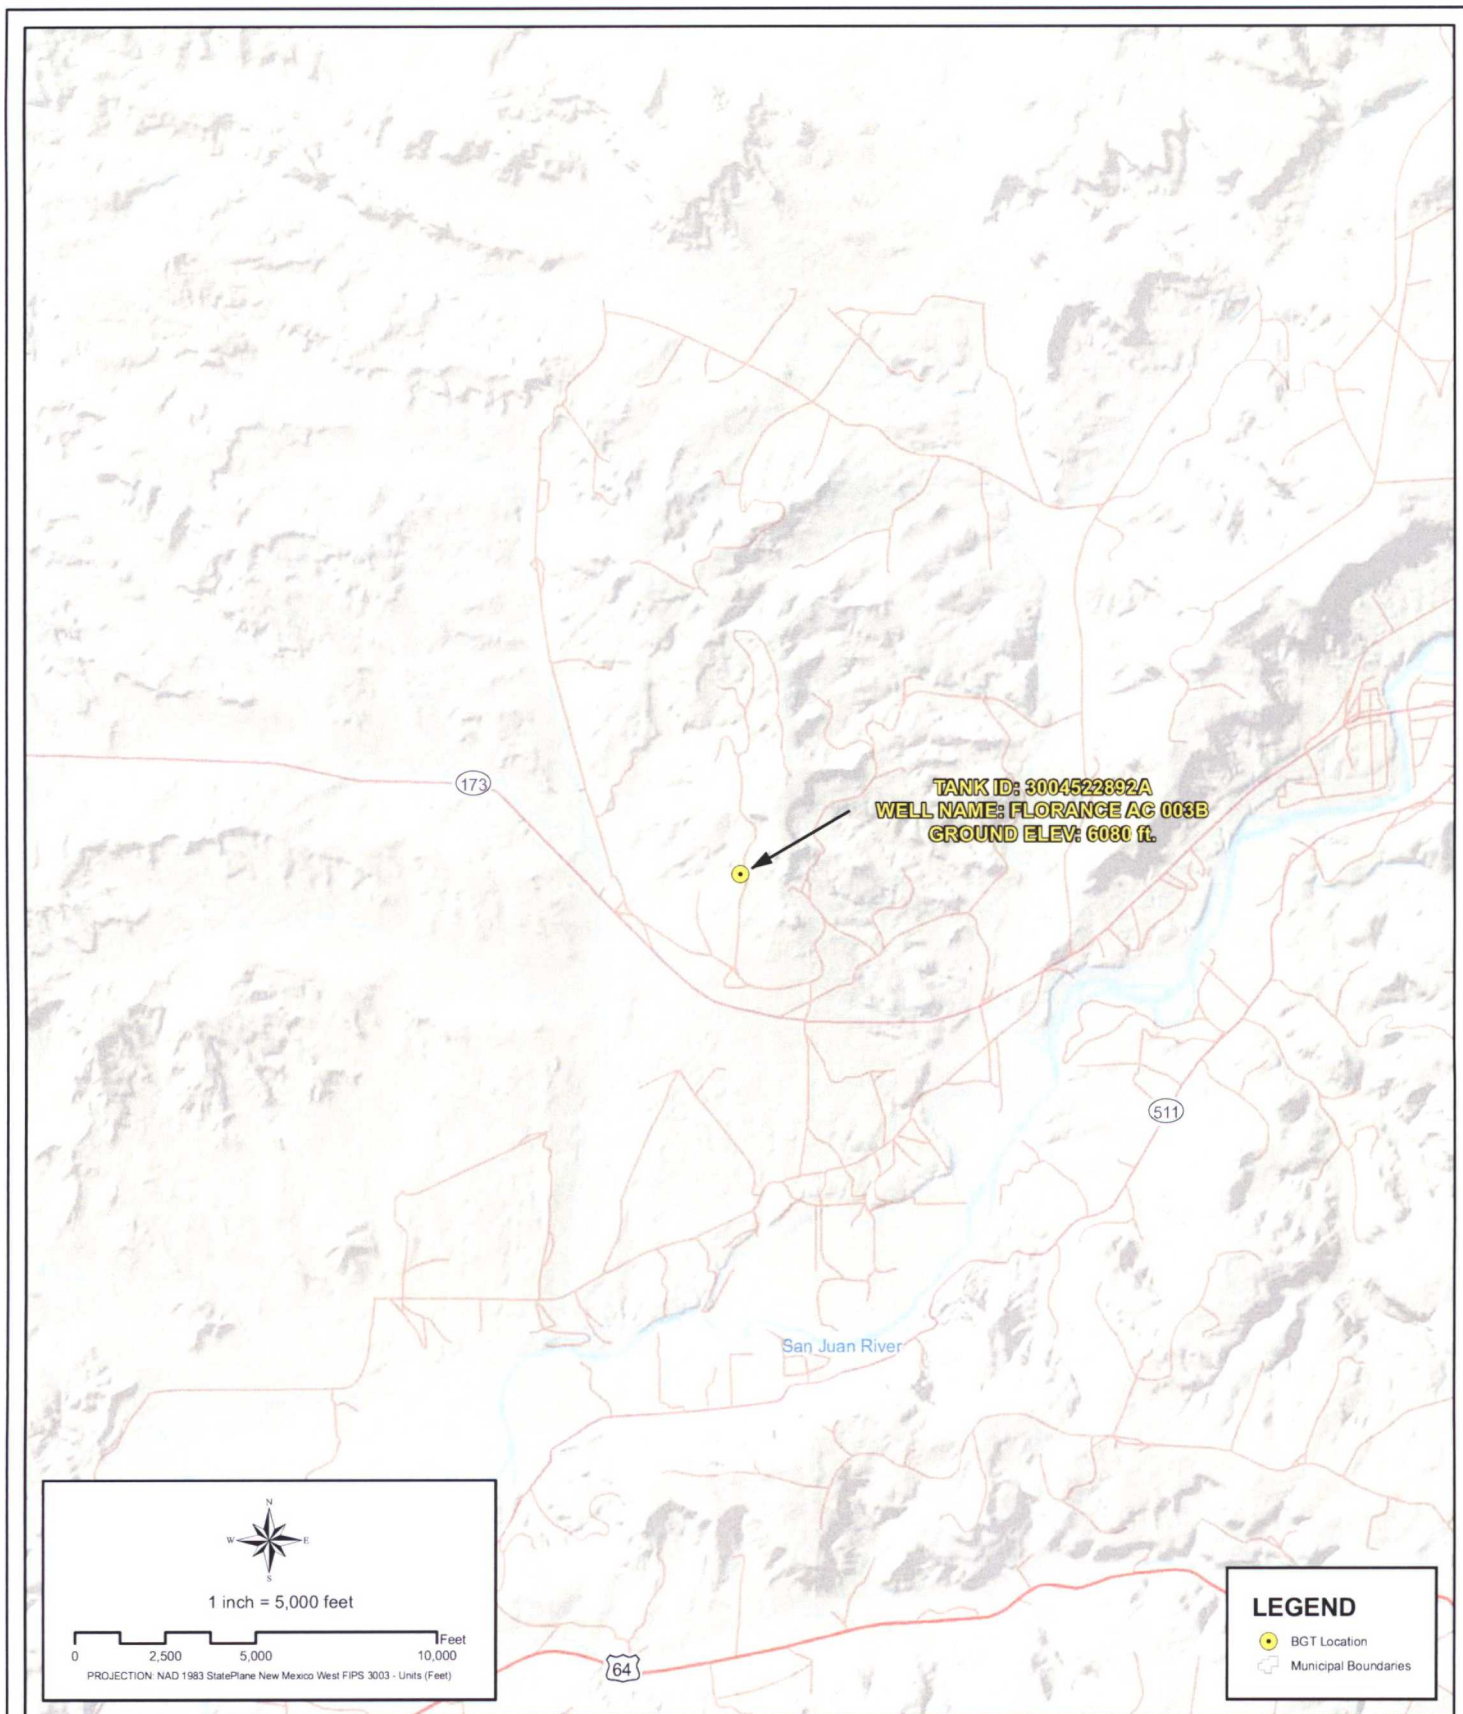 173
TANK ID: 3004522892A
WELL NAME: FLORANCE AC 003B
GROUND ELEV: 6080 ft.
511
San Juan River
N
W E
S
1 inch = 5,000 feet
Feet
0 2,500 5,000 10,000
PROJECTION: NAD 1983 StatePlane New Mexico West FIPS 3003 - Units (Feet)
64
LEGEND
BGT Location
Municipal Boundaries